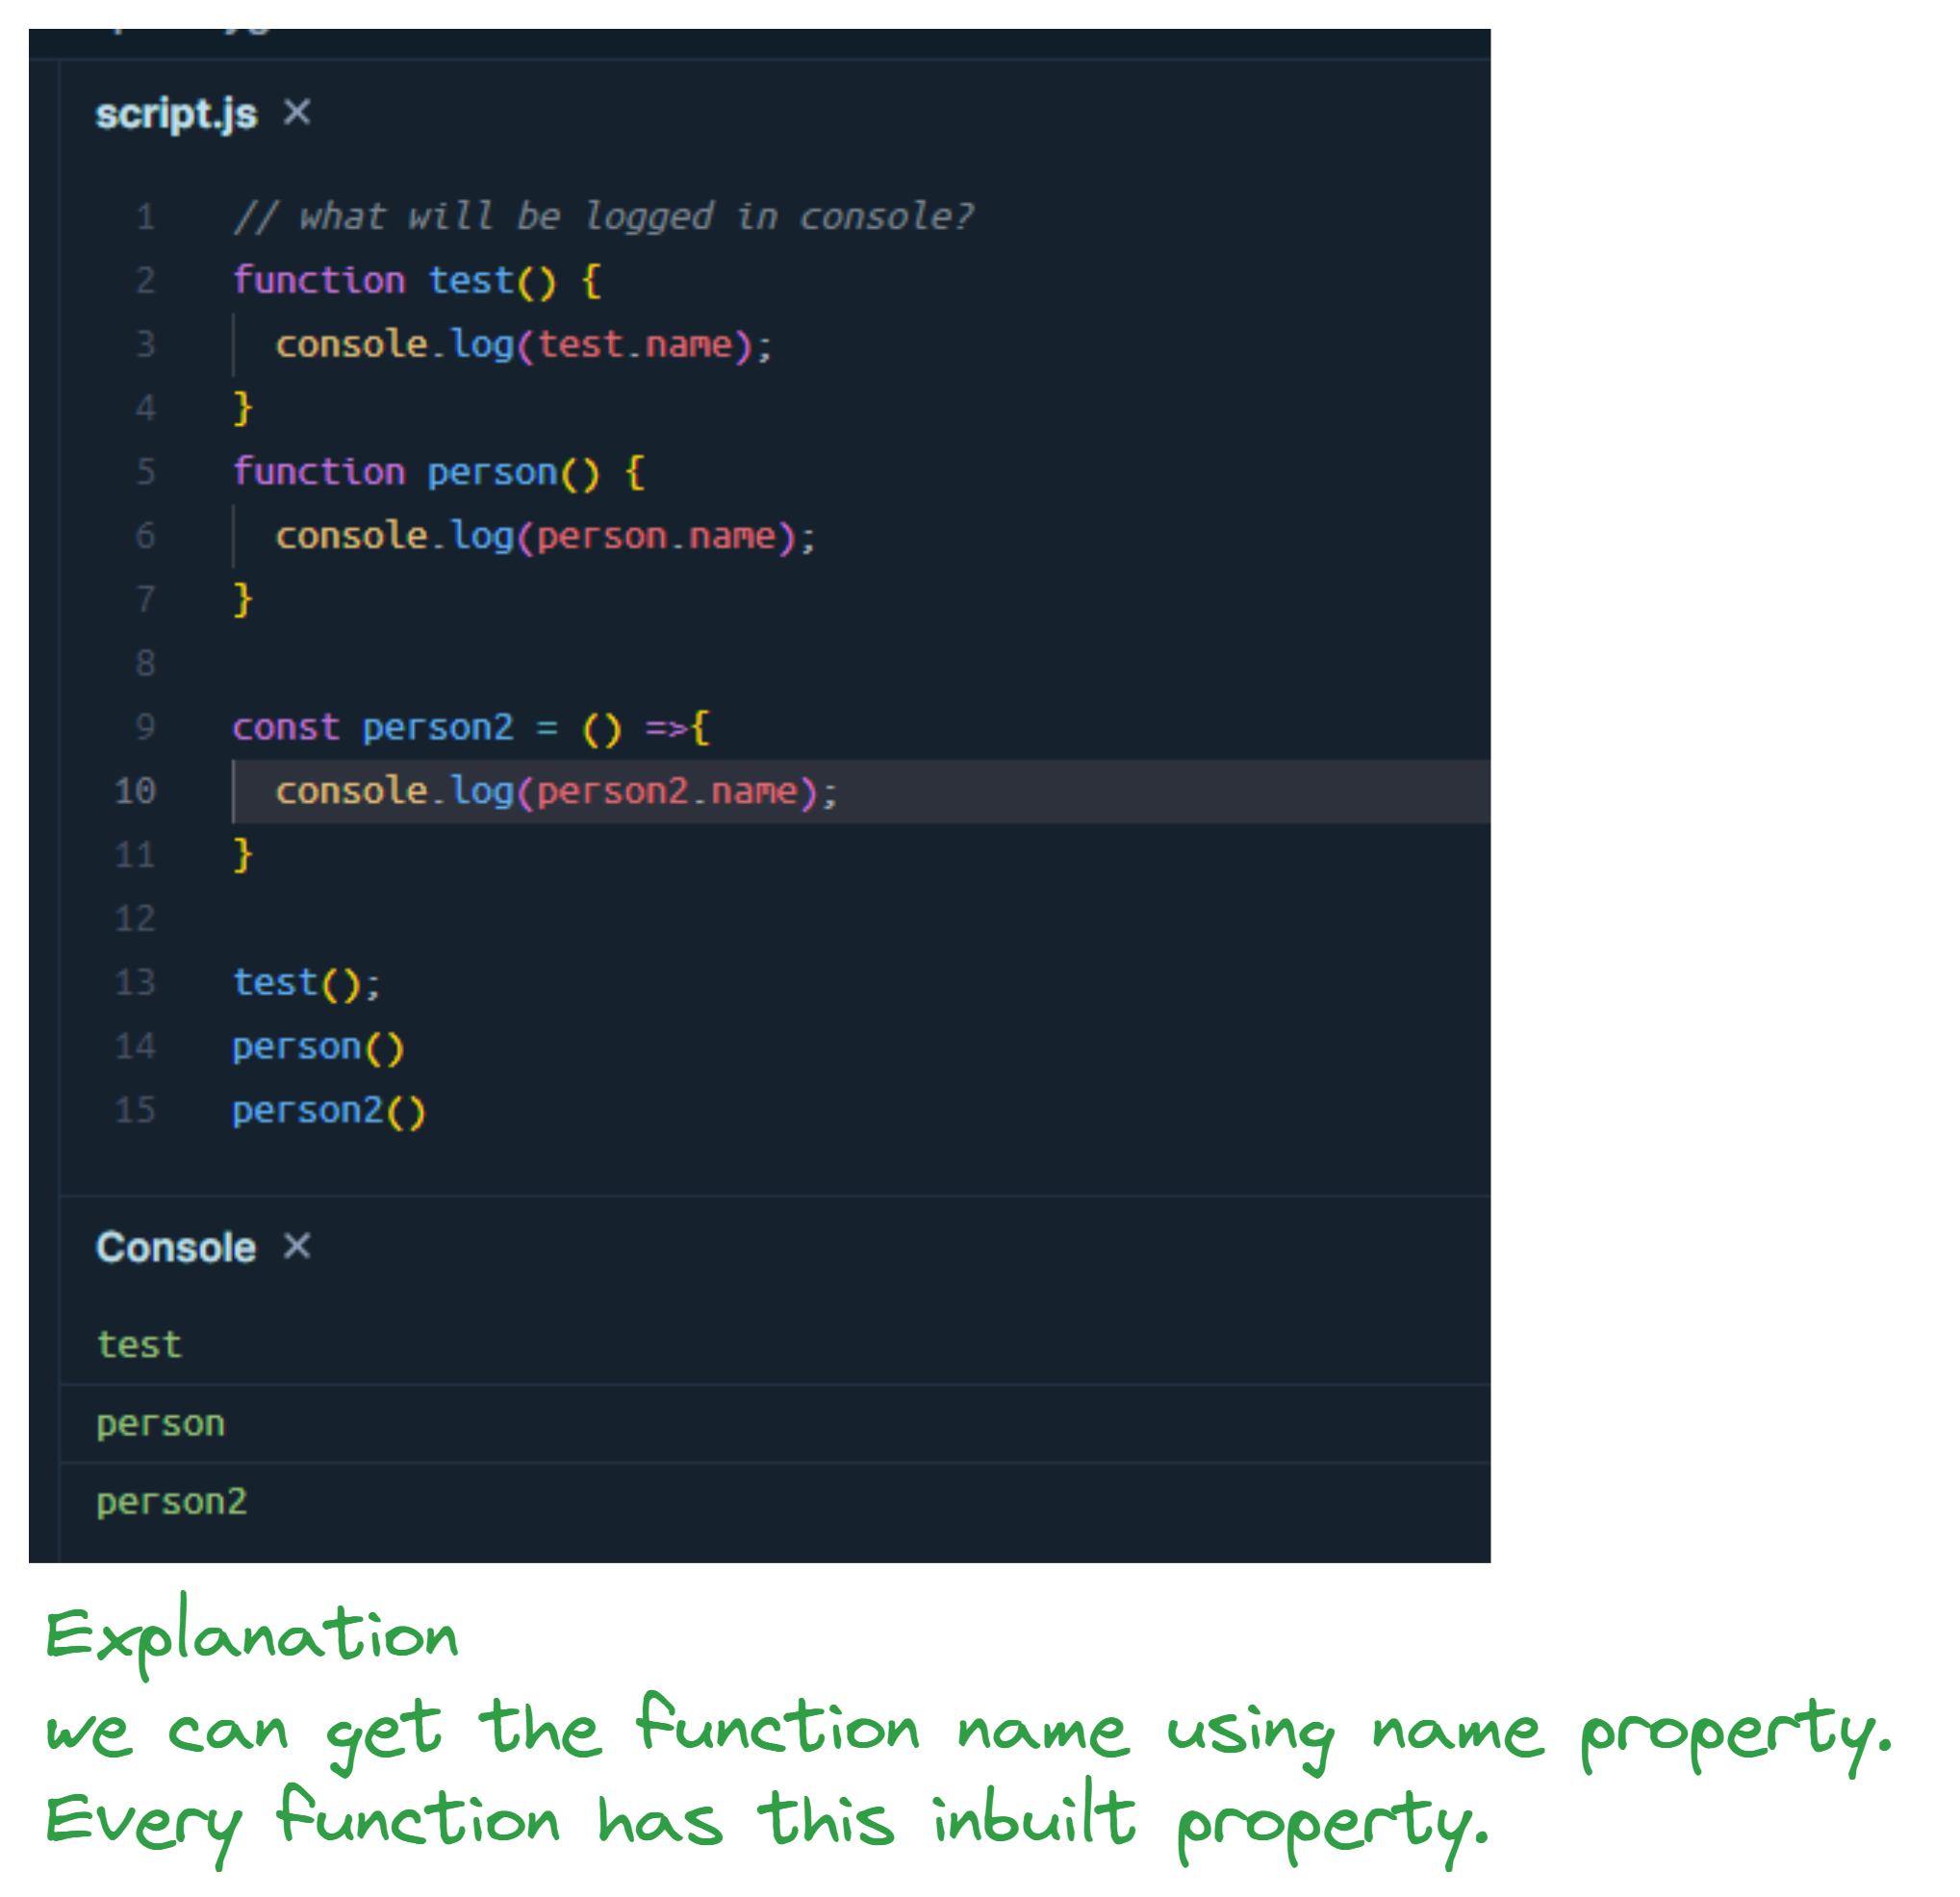 script.js ×
1 // what will be logged in console?
2 function test() {
3 console.log(test.name);
4 }
5 function person() {
6 console.log(person.name);
7 }
8
9 const person2 = () =>{
10 console.log(person2.name);
11 }
12
13 test();
14 person()
15 person2()
Console ×
test
person
person2
Explanation
we can get the function name using name property.
Every function has this inbuilt property.